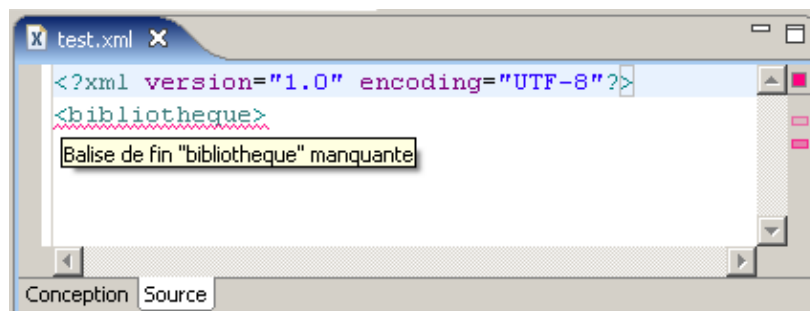 test.xml
<?xml version="1.0" encoding="UTF-8"?>
<bibliotheque>
Balise de fin "bibliotheque" manquante
Conception Source